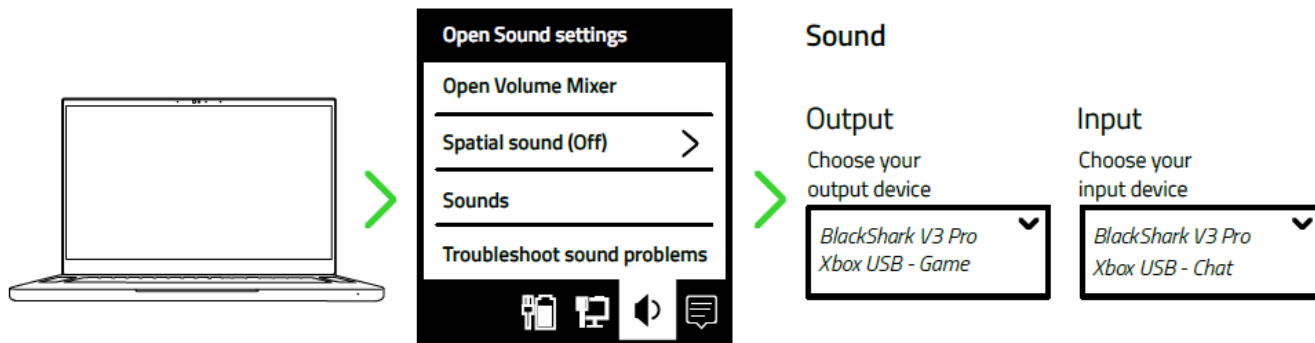 Open Sound settings
Open Volume Mixer
Spatial sound (Off)
Sounds
Troubleshoot sound problems
Sound
Output
Choose your
output device
BlackShark V3 Pro
Xbox USB - Game
Input
Choose your
input device
BlackShark V3 Pro
Xbox USB - Chat